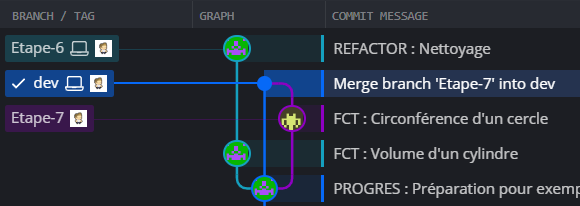 BRANCH / TAG GRAPH COMMIT MESSAGE
Etape-6 REFACTOR : Nettoyage
dev Merge branch 'Etape-7' into dev
Etape-7 FCT : Circonférence d'un cercle
FCT : Volume d'un cylindre
PROGRES : Préparation pour exemp